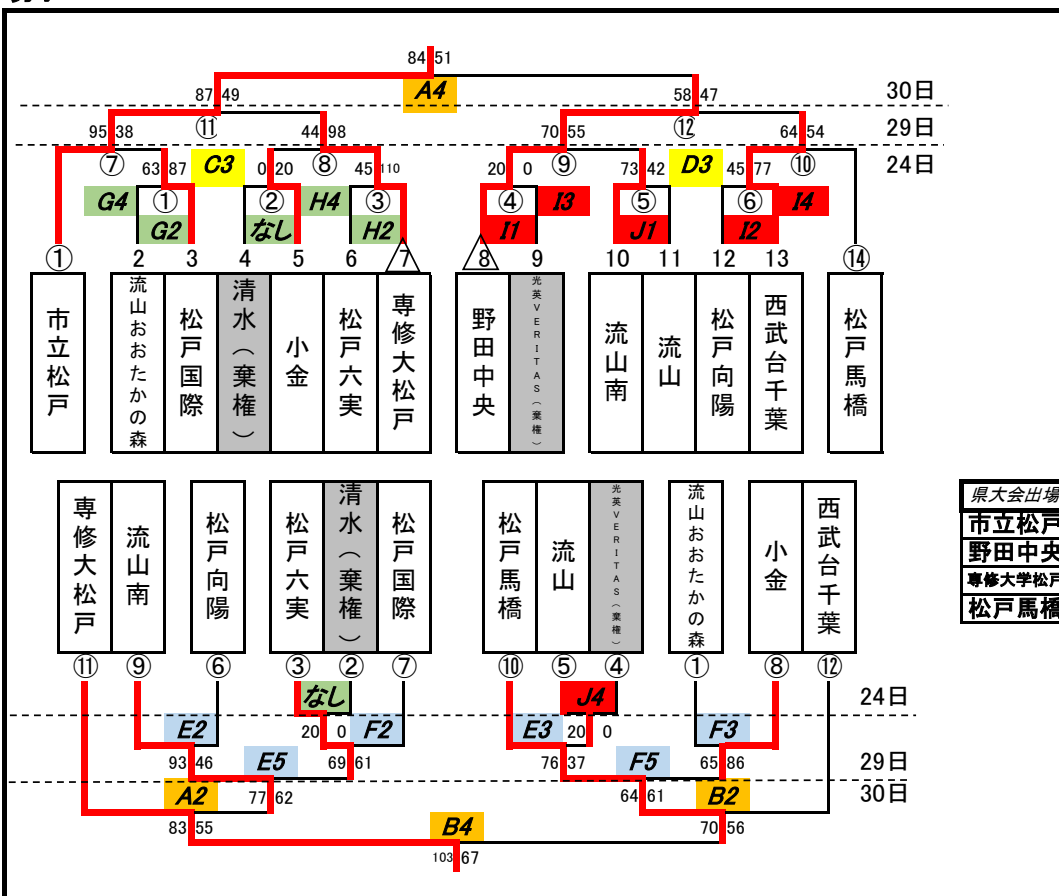 84 51
A4
30日
87 49
⑪
58 47
⑫
29日
95 38
44 98
70 55
64 54
⑦
C3
⑧
⑨
D3
⑩
24日
63 87
0 20
45 110
20 0
73 42
45 77
G4
①
②
H4
③
④
I3
⑤
⑥
I4
G2
なし
H2
I1
J1
I2
① 2 3 4 5 6 7 8 9 10 11 12 13 ⑭
市立松戸
流山おおたかの森
松戸国際
清水（棄権）
小金
松戸六実
専修大松戸
野田中央
光英VERITAS（棄権）
流山南
流山
松戸向陽
西武台千葉
松戸馬橋
専修大松戸
流山南
松戸向陽
松戸六実
清水（棄権）
松戸国際
松戸馬橋
流山
光英VERITAS（棄権）
流山おおたかの森
小金
西武台千葉
県大会出場
市立松戸
野田中央
専修大学松戸
松戸馬橋
⑪ ⑨ ⑥ ③ ② ⑦ ⑩ ⑤ ④ ① ⑧ ⑫
なし
J4
24日
E2
20 0
F2
E3
20 0
F3
93 46
E5
69 61
76 37
F5
65 86
29日
A2
77 62
64 61
B2
30日
83 55
B4
70 56
103 67